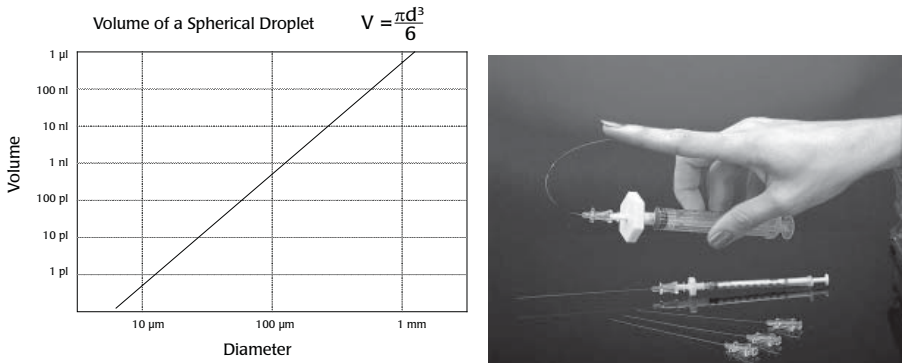 Volume of a Spherical Droplet
V = πd³/6
1 µl
100 nl
10 nl
1 nl
100 pl
10 pl
1 pl
Volume
10 µm
100 µm
1 mm
Diameter